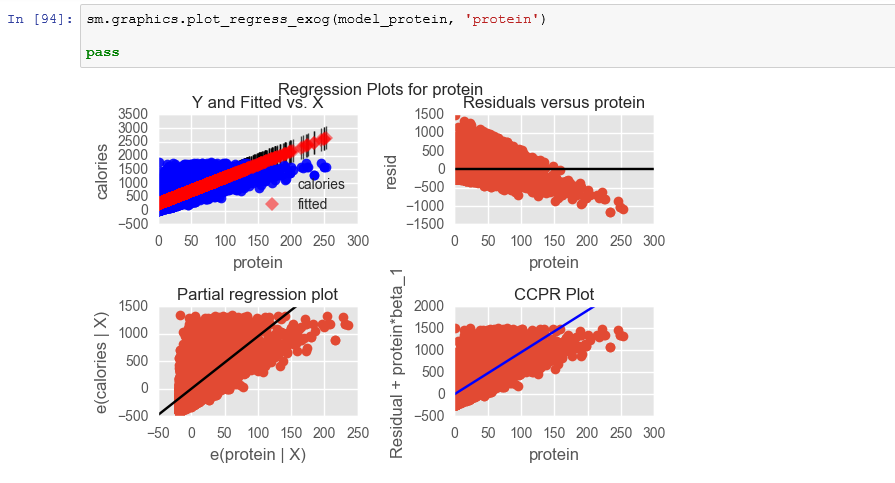 In [94]: sm.graphics.plot_regress_exog(model_protein, 'protein')
pass
Regression Plots for protein
Y and Fitted vs. X
3500
3000
2500
2000
1500
1000
500
0
−500
calories
calories
fitted
0 50 100 150 200 250 300
protein
Residuals versus protein
1500
1000
500
0
−500
−1000
−1500
resid
0 50 100 150 200 250 300
protein
Partial regression plot
1500
1000
500
0
−500
e(calories | X)
−50 0 50 100 150 200 250
e(protein | X)
CCPR Plot
2000
1500
1000
500
0
−500
Residual + protein*beta_1
0 50 100 150 200 250 300
protein